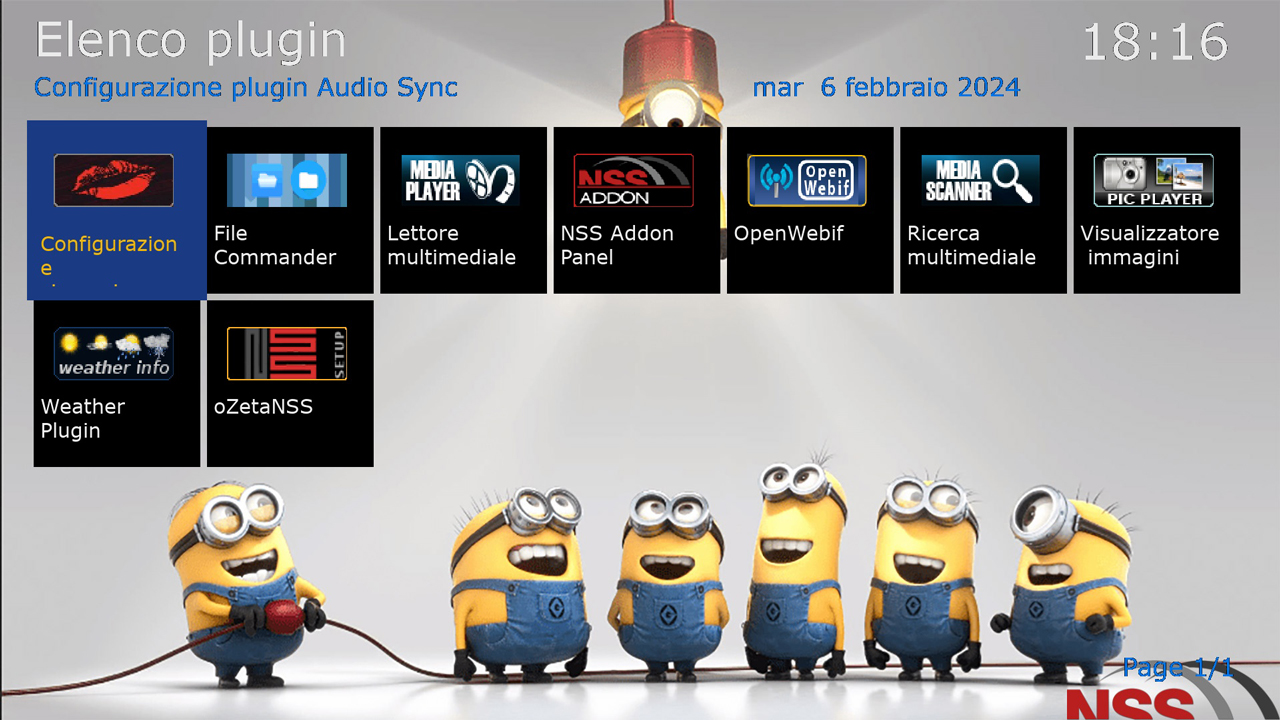 Elenco plugin
18:16
Configurazione plugin Audio Sync
mar 6 febbraio 2024
MEDIA
PLAYER
NSS
ADDON
Open
Webif
MEDIA
SCANNER
PIC PLAYER
Configurazion
e
File
Commander
Lettore
multimediale
NSS Addon
Panel
OpenWebif
Ricerca
multimediale
Visualizzatore
immagini
weather info
NSS
SETUP
Weather
Plugin
oZetaNSS
Page 1/1
NSS